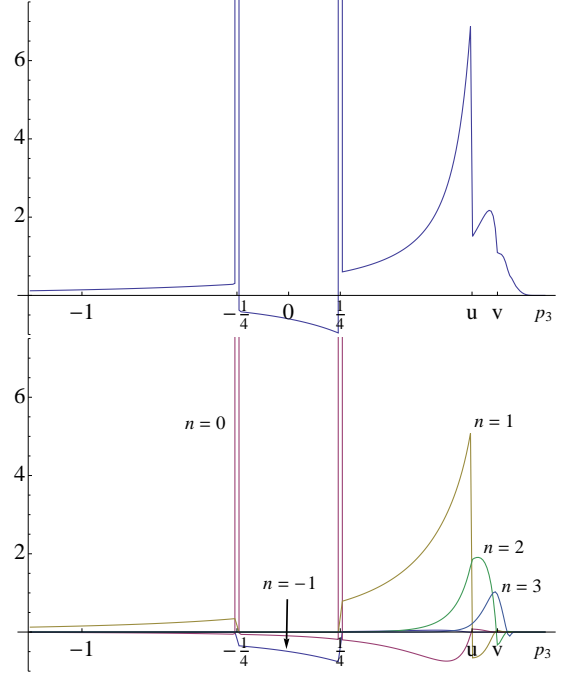 6
4
2
−1 −1/4 0 1/4 u v p₃
6
n = 0
n = 1
4
2
n = 2
n = −1
n = 3
−1 −1/4 0 1/4 u v p₃